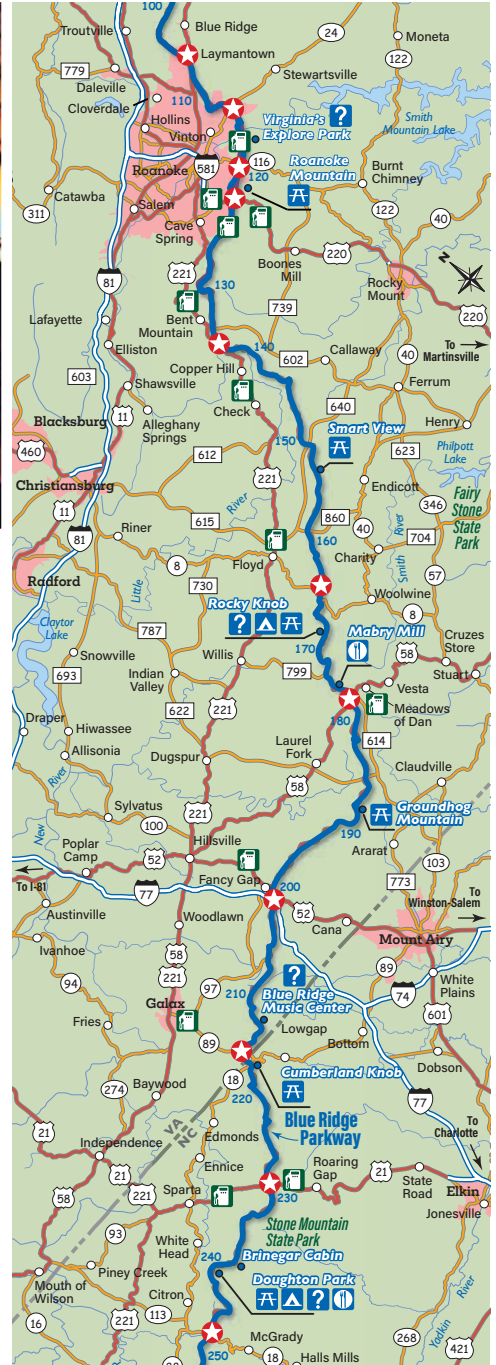 100
Troutville
Blue Ridge
24
Moneta
Laymantown
122
779
Stewartsville
Daleville
Cloverdale
110
Hollins
Virginia's
Explore Park
?
Smith
Mountain Lake
Vinton
581
116
Roanoke
Roanoke
Mountain
Burnt
Chimney
120
Catawba
311
Salem
122
40
Cave
Spring
220
Boones
Mill
221
81
Rocky
Mount
130
739
220
Lafayette
Bent
Mountain
Z
To
Martinsville
Elliston
140
602
Callaway
40
603
Copper Hill
Shawsville
Ferrum
Check
640
Blacksburg
11
Alleghany
Springs
Henry
460
150
Smart View
623
Philpott
Lake
612
Christiansburg
221
Endicott
346
Fairy
Stone
State
Park
11
River
615
860
81
Riner
160
40
River
704
8
Floyd
Charity
Smith
57
Radford
730
Little
Rocky Knob
?
Woolwine
8
Claytor
Lake
787
170
Mabry Mill
Cruzes
Store
Snowville
Willis
58
693
Indian
Valley
799
Vesta
Stuart
622
221
180
Meadows
of Dan
Draper
Hiwassee
Laurel
Fork
614
Allisonia
Dugspur
Claudville
River
58
New
Sylvatus
190
Groundhog
Mountain
100
221
Ararat
Poplar
Camp
52
Hillsville
103
To I-81
77
Fancy Gap
200
773
To
Winston-Salem
Austinville
Woodlawn
52
Cana
Mount Airy
Ivanhoe
58
89
White
Plains
94
221
97
210
?
Blue Ridge
Music Center
74
601
Galax
Fries
Lowgap
89
Bottom
Dobson
18
Cumberland Knob
274
Baywood
220
77
VA
NC
Blue Ridge
Parkway
To
Charlotte
21
Edmonds
Independence
Ennice
Roaring
Gap
21
21
State
Road
Elkin
58
221
Sparta
230
Jonesville
Stone Mountain
State Park
93
White
Head
240
Brinegar Cabin
Piney Creek
Doughton Park
?
River
Mouth of
Wilson
Citron
113
16
221
McGrady
268
Yadkin
421
250
18
Halls Mills